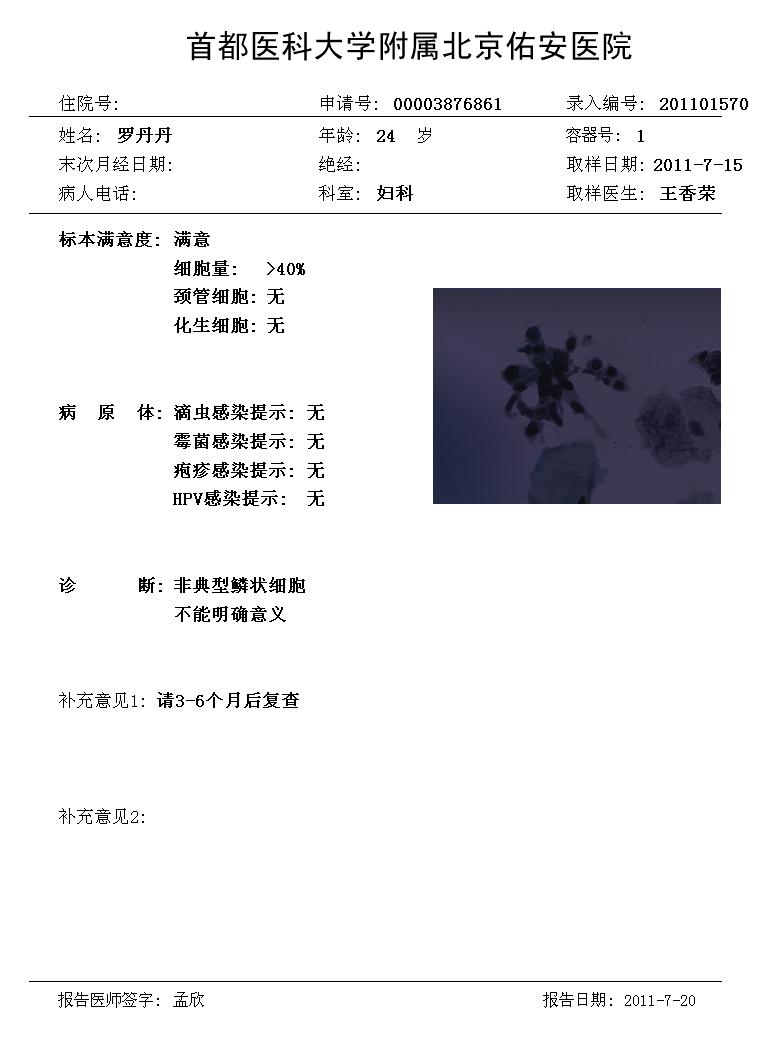 首都医科大学附属北京佑安医院
住院号: 申请号: 00003876861 录入编号: 201101570
姓名: 罗丹丹 年龄: 24 岁 容器号: 1
末次月经日期: 绝经: 取样日期: 2011-7-15
病人电话: 科室: 妇科 取样医生: 王香荣
标本满意度: 满意
细胞量: >40%
颈管细胞: 无
化生细胞: 无
病 原 体: 滴虫感染提示: 无
霉菌感染提示: 无
疱疹感染提示: 无
HPV感染提示: 无
诊 断: 非典型鳞状细胞
不能明确意义
补充意见1: 请3-6个月后复查
补充意见2:
报告医师签字: 孟欣 报告日期: 2011-7-20